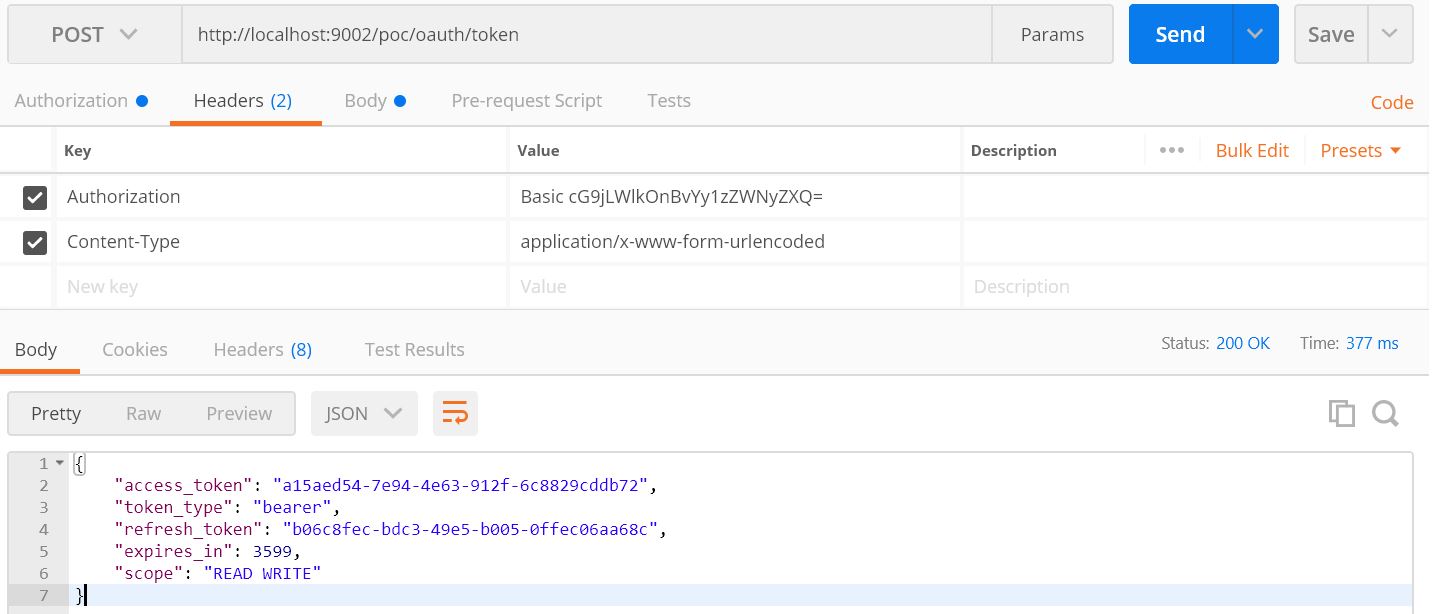 POST http://localhost:9002/poc/oauth/token Params Send Save
Authorization Headers (2) Body Pre-request Script Tests Code
Key Value Description ••• Bulk Edit Presets
Authorization Basic cG9jLWlkOnBvYy1zZWNyZXQ=
Content-Type application/x-www-form-urlencoded
New key Value Description
Body Cookies Headers (8) Test Results Status: 200 OK Time: 377 ms
Pretty Raw Preview JSON
1 {
2 "access_token": "a15aed54-7e94-4e63-912f-6c8829cddb72",
3 "token_type": "bearer",
4 "refresh_token": "b06c8fec-bdc3-49e5-b005-0ffec06aa68c",
5 "expires_in": 3599,
6 "scope": "READ WRITE"
7 }